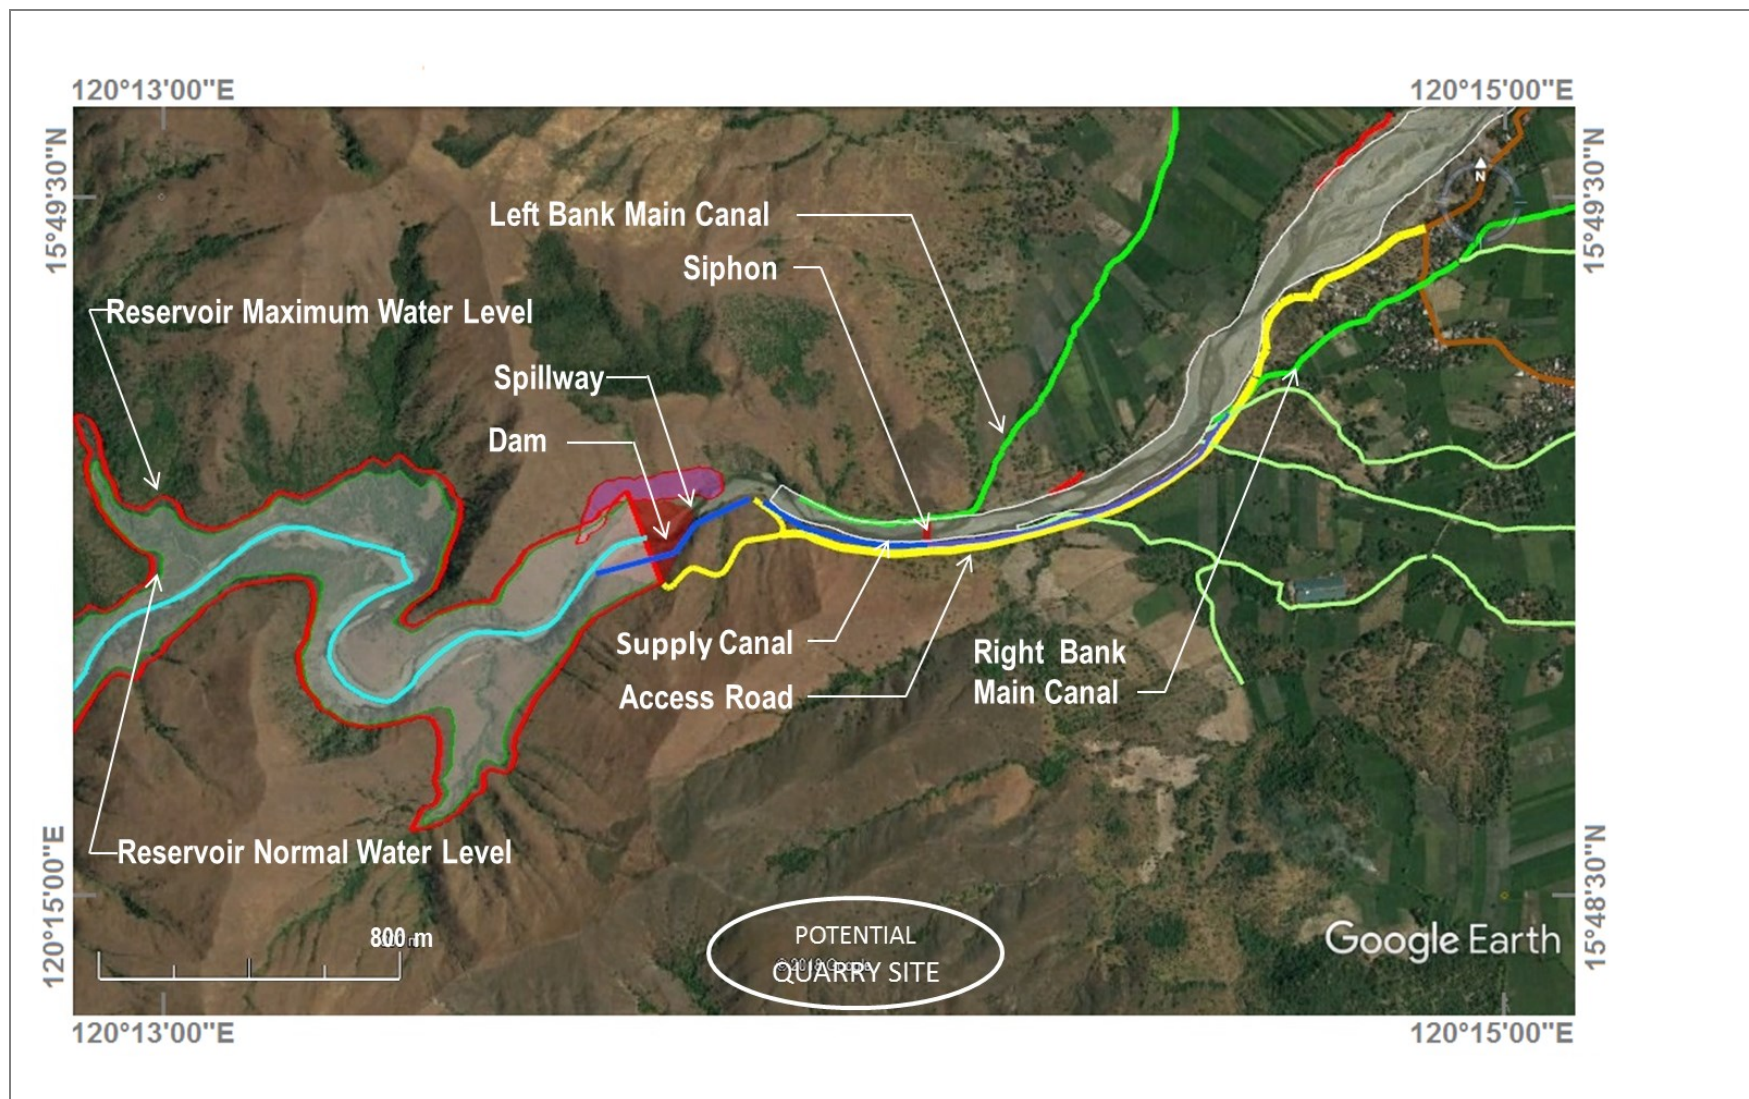 120°13'00"E
120°15'00"E
15°49'30"N
15°49'30"N
Left Bank Main Canal
Siphon
Reservoir Maximum Water Level
Spillway
Dam
Supply Canal
Access Road
Right Bank
Main Canal
Reservoir Normal Water Level
120°15'00"E
15°48'30"N
800 m
POTENTIAL
QUARRY SITE
© 2018 Google
Google Earth
N
120°13'00"E
120°15'00"E